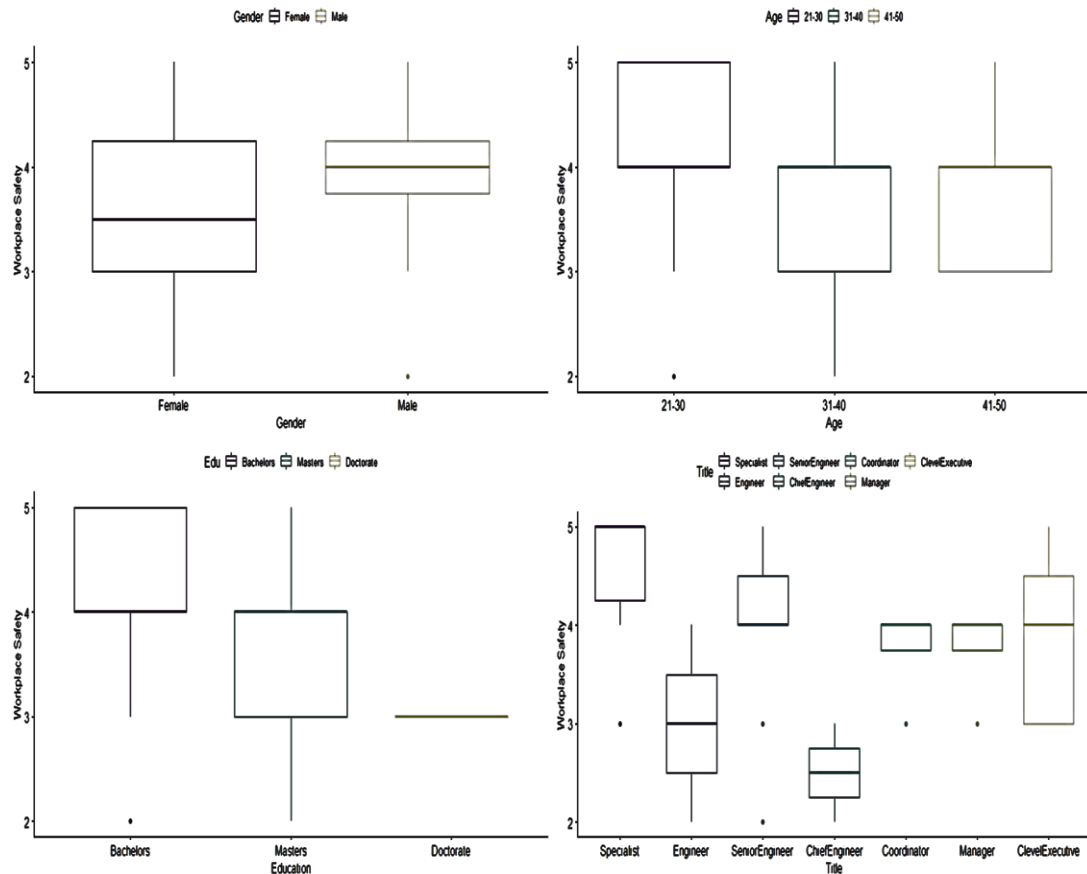 Gender Female Male
5
4
3
2
Workplace Safety
Female Male
Gender
Age 21-30 31-40 41-50
5
4
3
2
Workplace Safety
21-30 31-40 41-50
Age
Edu Bachelors Masters Doctorate
5
4
3
2
Workplace Safety
Bachelors Masters Doctorate
Education
Title Specialist SeniorEngineer Coordinator ClevelExecutive
Engineer ChiefEngineer Manager
5
4
3
2
Workplace Safety
Specialist Engineer SeniorEngineer ChiefEngineer Coordinator Manager ClevelExecutive
Title